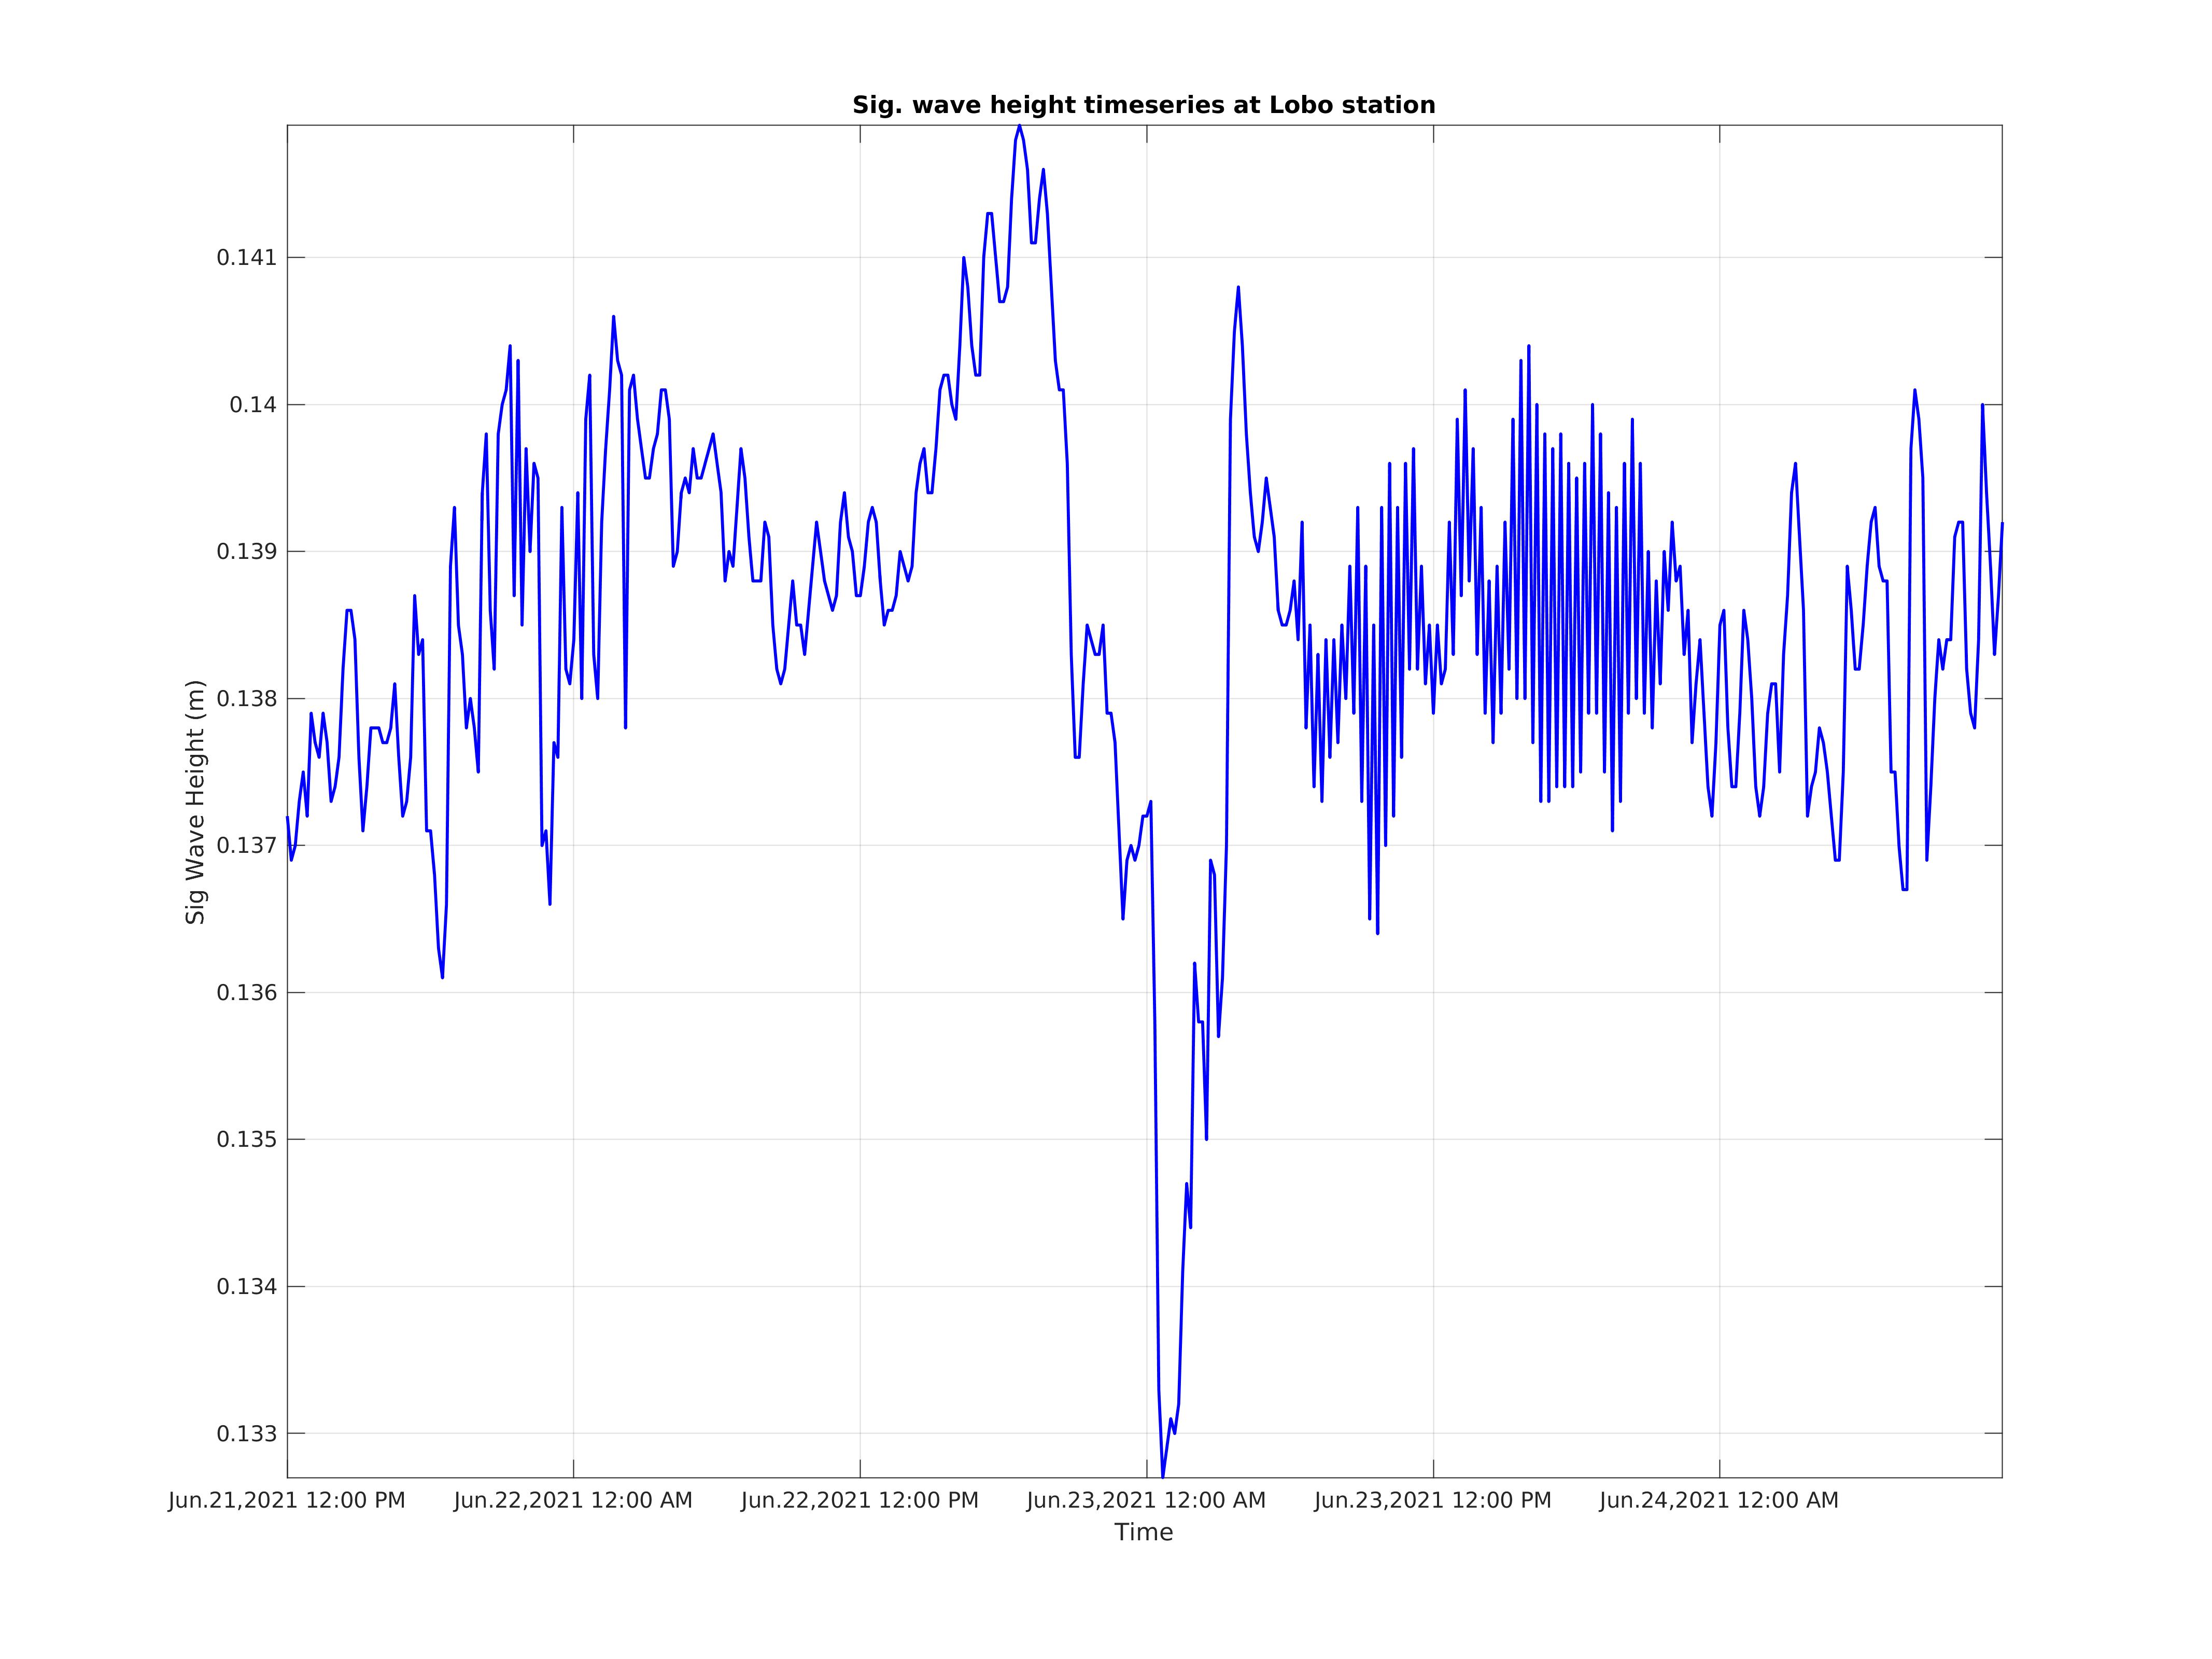 Sig. wave height timeseries at Lobo station
Sig Wave Height (m)
0.141
0.14
0.139
0.138
0.137
0.136
0.135
0.134
0.133
Jun.21,2021 12:00 PM
Jun.22,2021 12:00 AM
Jun.22,2021 12:00 PM
Jun.23,2021 12:00 AM
Jun.23,2021 12:00 PM
Jun.24,2021 12:00 AM
Time